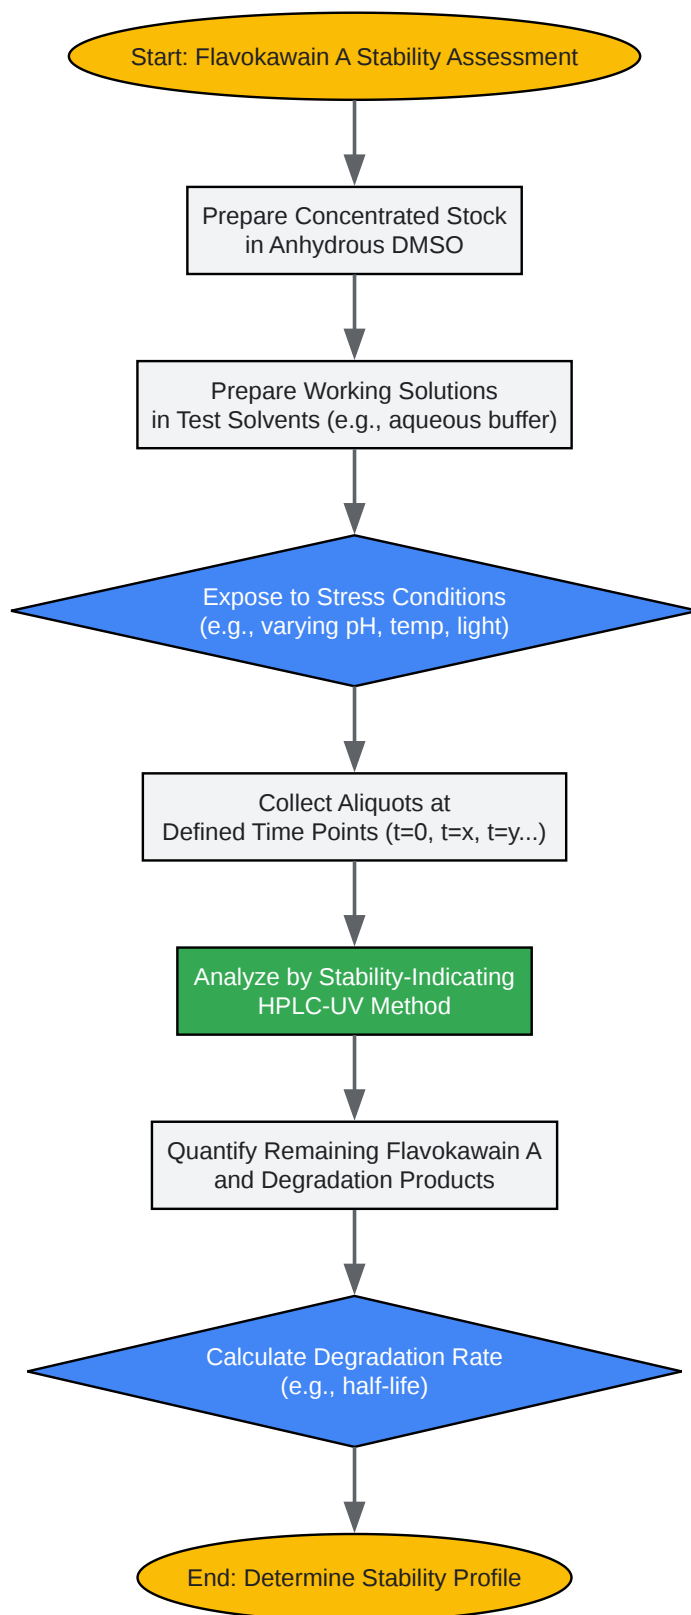 Start: Flavokawain A Stability Assessment
Prepare Concentrated Stock
in Anhydrous DMSO
Prepare Working Solutions
in Test Solvents (e.g., aqueous buffer)
Expose to Stress Conditions
(e.g., varying pH, temp, light)
Collect Aliquots at
Defined Time Points (t=0, t=x, t=y...)
Analyze by Stability-Indicating
HPLC-UV Method
Quantify Remaining Flavokawain A
and Degradation Products
Calculate Degradation Rate
(e.g., half-life)
End: Determine Stability Profile